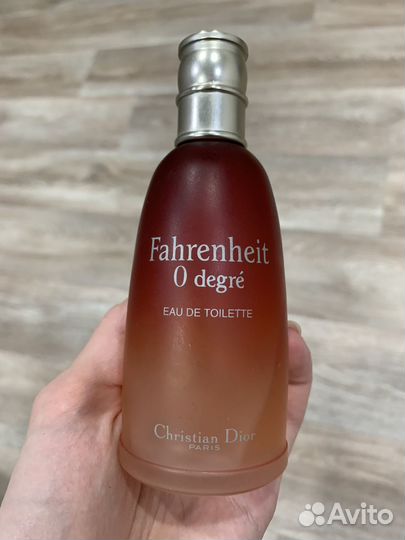 Fahrenheit
0 degré
EAU DE TOILETTE
Christian Dior
PARIS
Avito